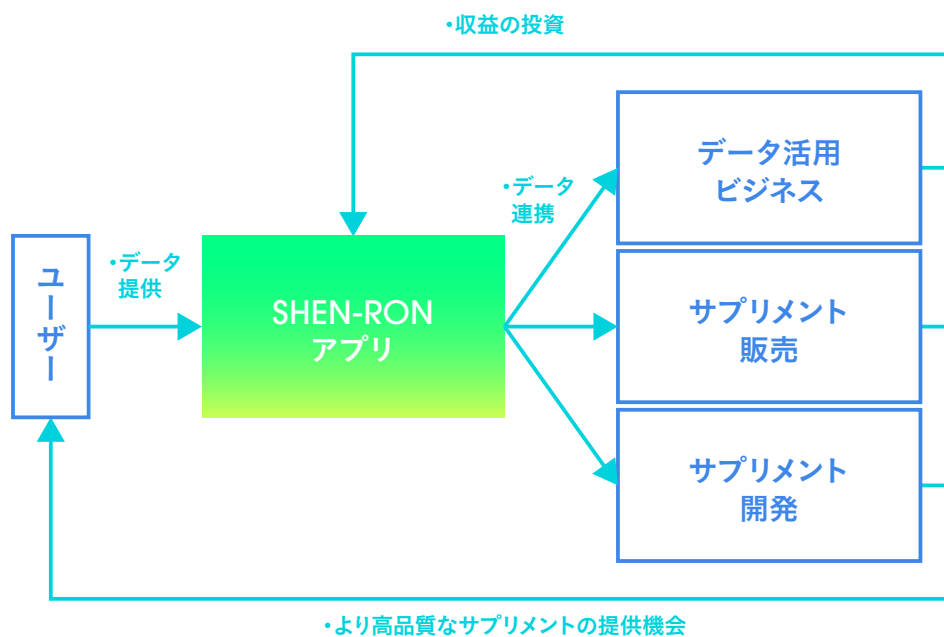 ・収益の投資
データ活用
ビジネス
・データ
連携
・データ
提供
ユーザー
SHEN-RON
アプリ
サプリメント
販売
サプリメント
開発
・より高品質なサプリメントの提供機会